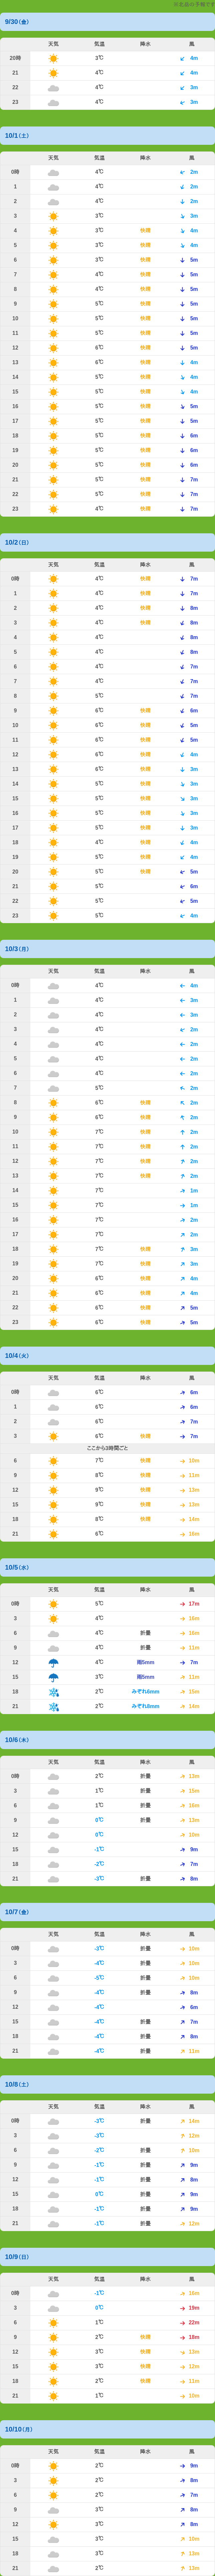 ※北岳の予報です
9/30(金)
天気 気温 降水 風
20時 3℃ 4m
21 4℃ 4m
22 4℃ 3m
23 4℃ 3m
10/1(土)
天気 気温 降水 風
0時 4℃ 2m
1 4℃ 2m
2 4℃ 2m
3 3℃ 3m
4 3℃ 快晴 4m
5 3℃ 快晴 4m
6 3℃ 快晴 5m
7 4℃ 快晴 5m
8 4℃ 快晴 5m
9 5℃ 快晴 5m
10 5℃ 快晴 5m
11 5℃ 快晴 5m
12 6℃ 快晴 5m
13 6℃ 快晴 4m
14 5℃ 快晴 4m
15 5℃ 快晴 4m
16 5℃ 快晴 5m
17 5℃ 快晴 5m
18 5℃ 快晴 6m
19 5℃ 快晴 6m
20 5℃ 快晴 6m
21 5℃ 快晴 7m
22 5℃ 快晴 7m
23 4℃ 快晴 7m
10/2(日)
天気 気温 降水 風
0時 4℃ 快晴 7m
1 4℃ 快晴 7m
2 4℃ 快晴 8m
3 4℃ 快晴 8m
4 4℃ 8m
5 4℃ 8m
6 4℃ 7m
7 4℃ 7m
8 5℃ 7m
9 5℃ 快晴 6m
10 6℃ 快晴 5m
11 6℃ 快晴 5m
12 6℃ 快晴 4m
13 6℃ 快晴 3m
14 5℃ 快晴 3m
15 5℃ 快晴 3m
16 5℃ 快晴 3m
17 5℃ 快晴 3m
18 4℃ 快晴 4m
19 4℃ 快晴 4m
20 5℃ 快晴 5m
21 5℃ 6m
22 5℃ 5m
23 5℃ 4m
10/3(月)
天気 気温 降水 風
0時 4℃ 4m
1 4℃ 3m
2 4℃ 3m
3 4℃ 2m
4 4℃ 2m
5 4℃ 2m
6 4℃ 2m
7 5℃ 2m
8 6℃ 快晴 2m
9 6℃ 快晴 2m
10 7℃ 快晴 2m
11 7℃ 快晴 2m
12 7℃ 快晴 2m
13 7℃ 快晴 2m
14 7℃ 1m
15 7℃ 1m
16 7℃ 2m
17 7℃ 2m
18 7℃ 快晴 3m
19 7℃ 快晴 3m
20 6℃ 快晴 4m
21 6℃ 快晴 4m
22 6℃ 快晴 5m
23 6℃ 快晴 5m
10/4(火)
天気 気温 降水 風
0時 6℃ 6m
1 6℃ 6m
2 6℃ 7m
3 6℃ 快晴 7m
ここから3時間ごと
6 7℃ 快晴 10m
9 8℃ 快晴 11m
12 9℃ 快晴 13m
15 9℃ 快晴 13m
18 8℃ 快晴 14m
21 6℃ 16m
10/5(水)
天気 気温 降水 風
0時 5℃ 17m
3 4℃ 16m
6 4℃ 折曇 16m
9 4℃ 折曇 11m
12 4℃ 雨5mm 7m
15 3℃ 雨5mm 11m
18 2℃ みぞれ6mm 15m
21 2℃ みぞれ8mm 14m
10/6(木)
天気 気温 降水 風
0時 2℃ 折曇 13m
3 1℃ 折曇 15m
6 1℃ 折曇 16m
9 0℃ 折曇 13m
12 0℃ 10m
15 -1℃ 9m
18 -2℃ 7m
21 -3℃ 折曇 8m
10/7(金)
天気 気温 降水 風
0時 -3℃ 折曇 10m
3 -4℃ 折曇 10m
6 -5℃ 折曇 10m
9 -4℃ 折曇 8m
12 -4℃ 6m
15 -4℃ 折曇 7m
18 -4℃ 折曇 8m
21 -4℃ 折曇 11m
10/8(土)
天気 気温 降水 風
0時 -3℃ 折曇 14m
3 -3℃ 12m
6 -2℃ 折曇 10m
9 -1℃ 折曇 9m
12 -1℃ 折曇 8m
15 0℃ 折曇 9m
18 -1℃ 折曇 9m
21 -1℃ 折曇 12m
10/9(日)
天気 気温 降水 風
0時 -1℃ 16m
3 0℃ 19m
6 1℃ 22m
9 2℃ 快晴 18m
12 3℃ 快晴 13m
15 3℃ 快晴 12m
18 2℃ 快晴 11m
21 1℃ 10m
10/10(月)
天気 気温 降水 風
0時 2℃ 9m
3 2℃ 8m
6 2℃ 7m
9 3℃ 8m
12 3℃ 8m
15 3℃ 10m
18 3℃ 13m
21 2℃ 11m